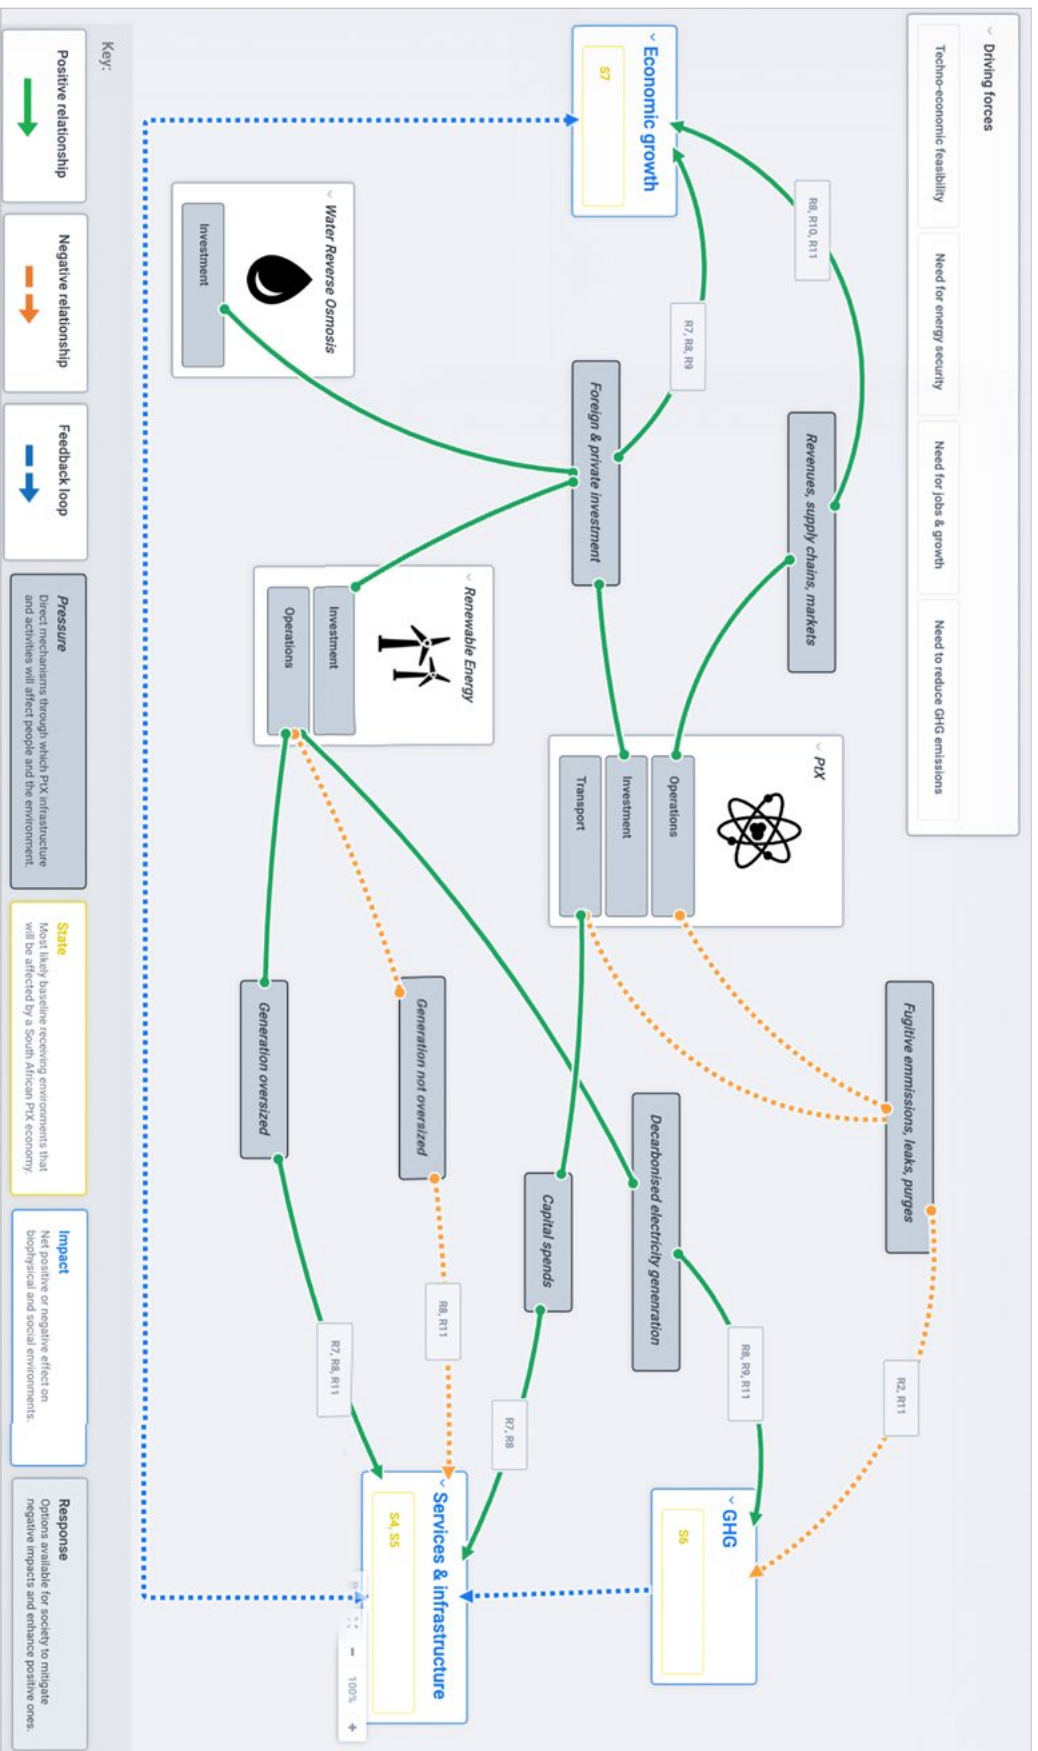 Driving forces
Techno-economic feasibility
Need for energy security
Need for jobs & growth
Need to reduce GHG emissions
Economic growth
S7
R8, R10, R11
R7, R8, R9
Revenues, supply chains, markets
Foreign & private investment
Water Reverse Osmosis
Investment
Renewable Energy
Investment
Operations
PtX
Operations
Investment
Transport
Fugitive emmissions, leaks, purges
Decarbonised electricity genenration
Capital spends
Generation not oversized
Generation oversized
R2, R11
R8, R9, R11
R7, R8
R8, R11
R7, R8, R11
GHG
S6
Services & infrastructure
S4, S5
− 100% +
Key:
Positive relationship
Negative relationship
Feedback loop
Pressure
Direct mechanisms through which PtX infrastructure
and activities will affect people and the environment.
State
Most likely baseline receiving environments that
will be affected by a South African PtX economy.
Impact
Net positive or negative effect on
biophysical and social environments.
Response
Options available for society to mitigate
negative impacts and enhance positive ones.